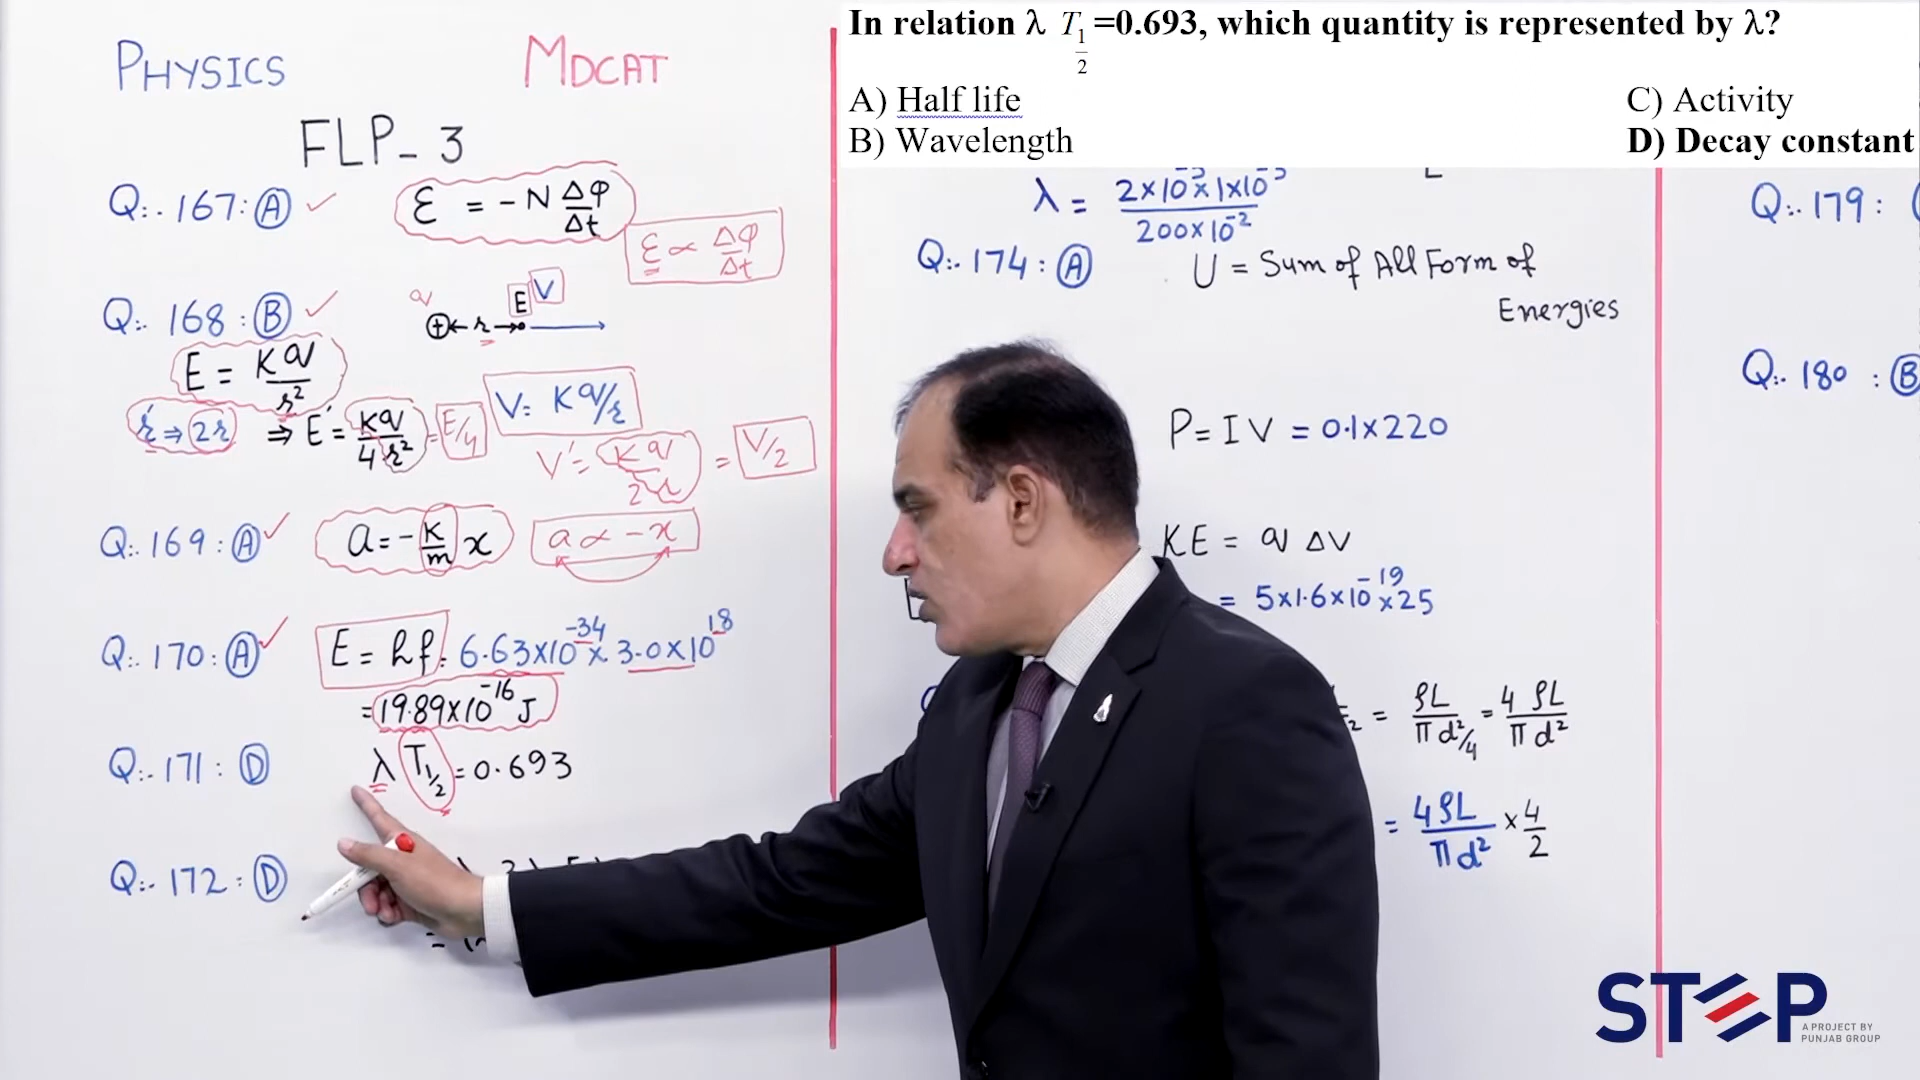 In relation λ T1/2=0.693, which quantity is represented by λ?
A) Half life
C) Activity
B) Wavelength
D) Decay constant
PHYSICS
MDCAT
FLP-3
Q:. 167: A ✓
ε = -N Δφ/Δt
ε ∝ Δφ/Δt
Q:. 168: B ✓
q
+ ← r → E V
E = Kq/r²
r' ⇒ 2r ⇒ E' = Kq/4r² = E/4
V = Kq/r
V' = Kq/2r = V/2
Q:. 169: A ✓
a = -K/m x
a ∝ -x
Q:. 170: A ✓
E = hf = 6.63×10⁻³⁴ × 3.0×10¹⁸
= 19.89×10⁻¹⁶ J
Q:. 171: D
λ T1/2 = 0.693
Q:. 172: D
λ = 2×10⁻³×1×10⁻³/200×10⁻²
Q:. 174: A
U = Sum of All Form of
Energies
P = IV = 0.1×220
KE = q ΔV
= 5×1.6×10⁻¹⁹×25
= ρL/πd²/4 = 4ρL/πd²
= 4ρL/πd² × 4/2
Q:. 179:
Q:. 180: B
STEP
A PROJECT BY
PUNJAB GROUP